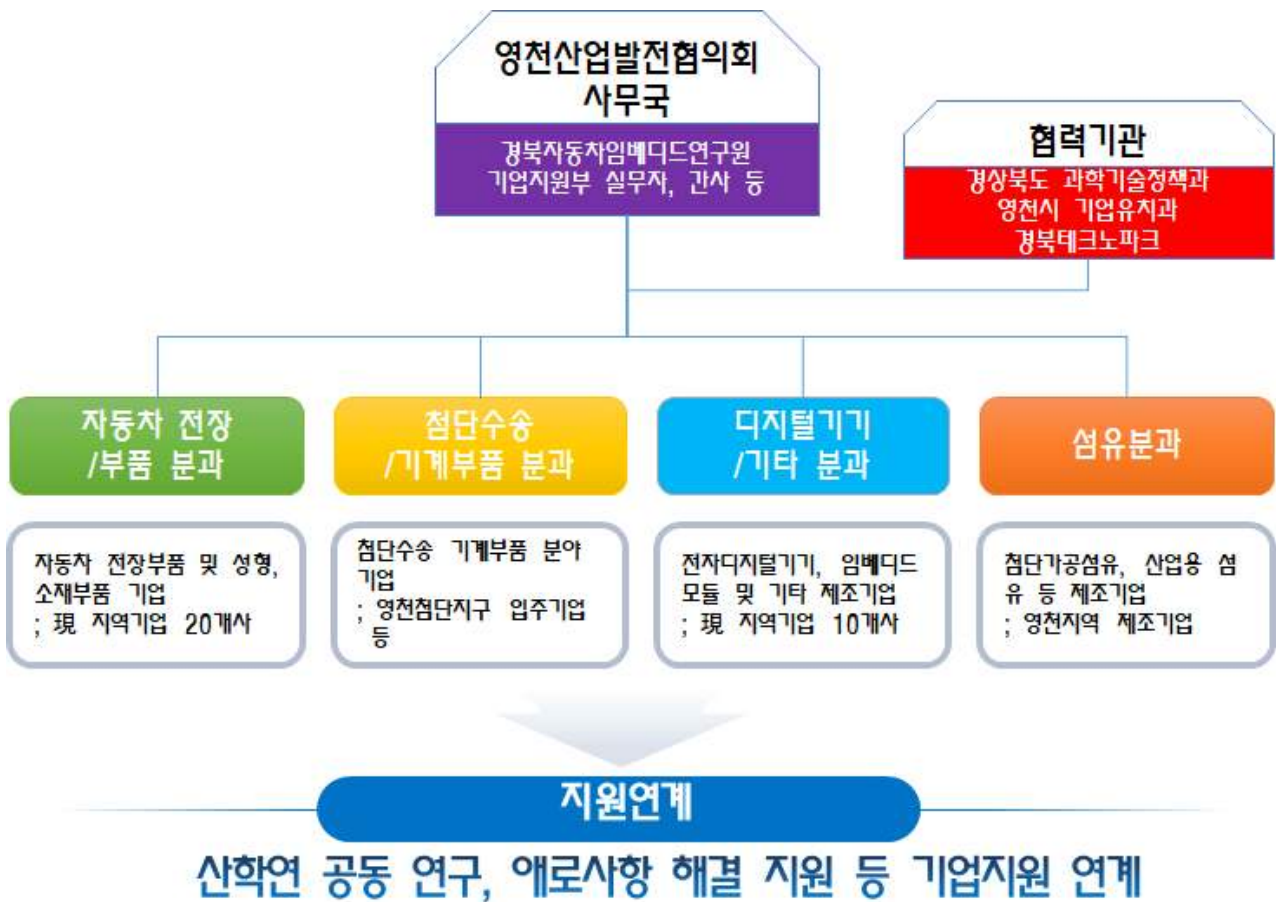 영천산업발전협의회
사무국
경북자동차임베디드연구원
기업지원부 실무자, 간사 등
협력기관
경상북도 과학기술정책과
영천시 기업유치과
경북테크노파크
자동차 전장
/부품 분과
첨단수송
/기계부품 분과
디지털기기
/기타 분과
섬유분과
자동차 전장부품 및 성형,
소재부품 기업
; 現 지역기업 20개사
첨단수송 기계부품 분야
기업
; 영천첨단지구 입주기업
등
전자디지털기기, 임베디드
모듈 및 기타 제조기업
; 現 지역기업 10개사
첨단가공섬유, 산업용 섬
유 등 제조기업
; 영천지역 제조기업
지원연계
산학연 공동 연구, 애로사항 해결 지원 등 기업지원 연계